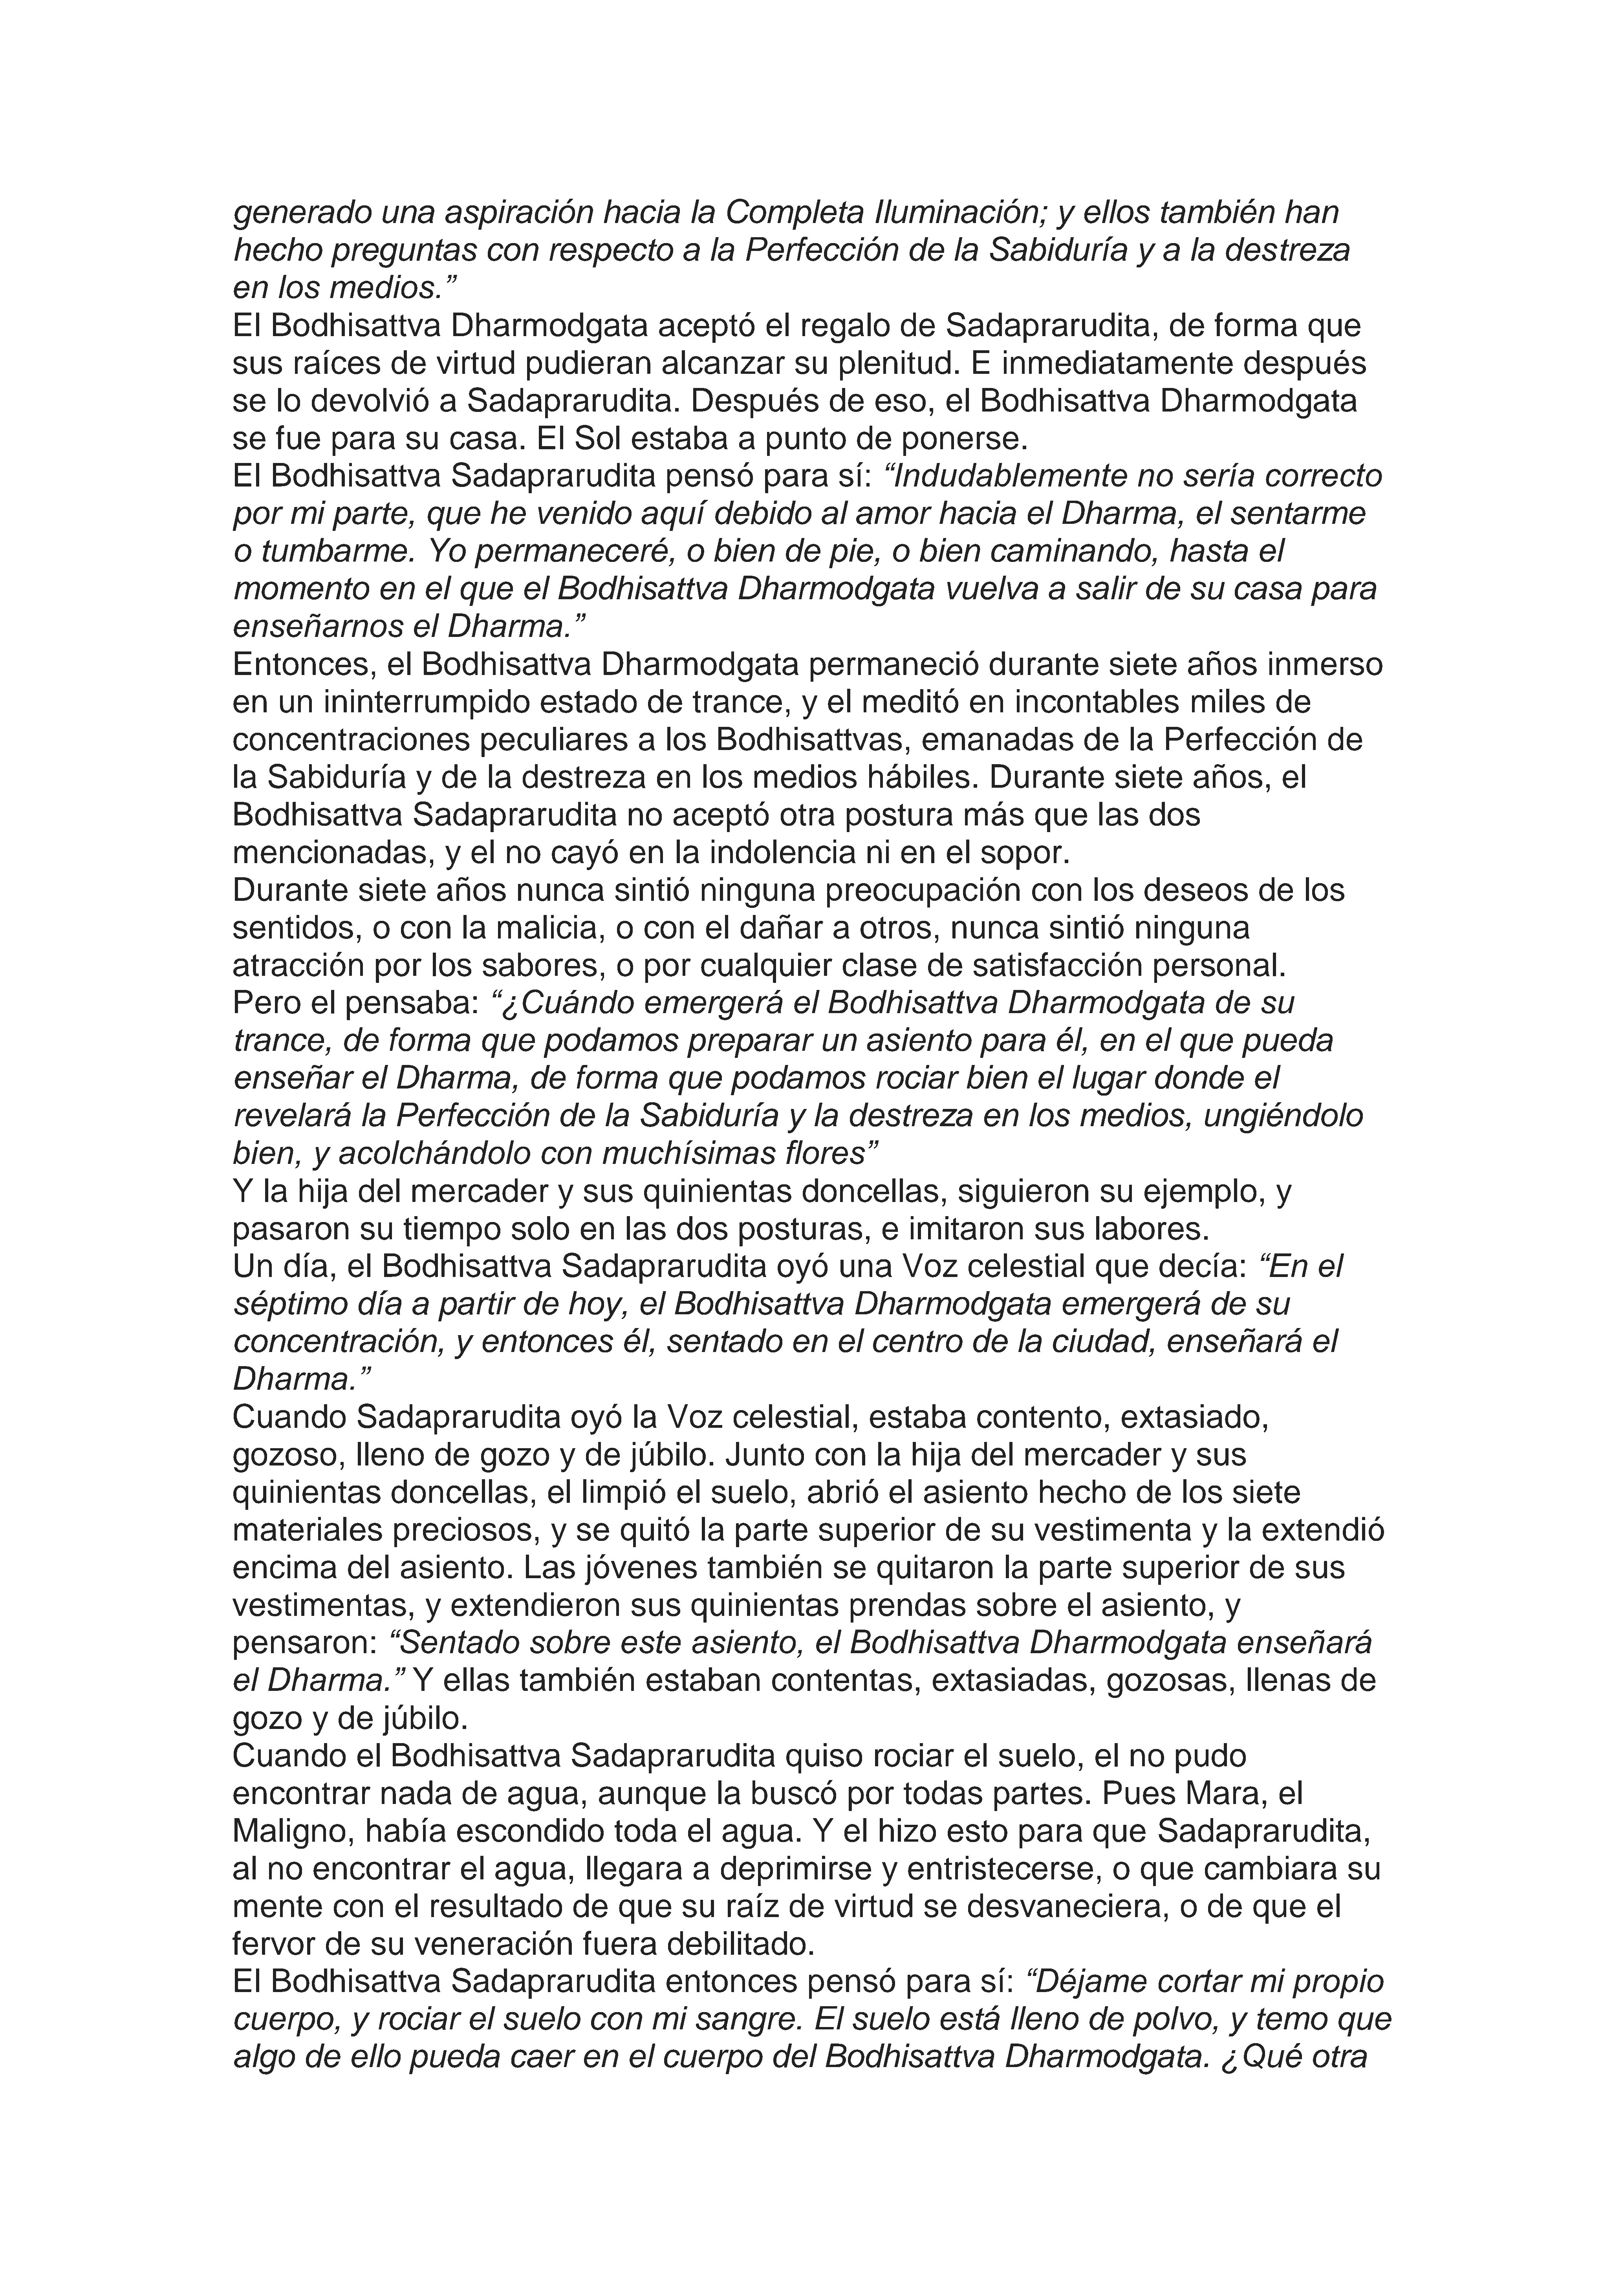 generado una aspiración hacia la Completa Iluminación; y ellos también han
hecho preguntas con respecto a la Perfección de la Sabiduría y a la destreza
en los medios.”
El Bodhisattva Dharmodgata aceptó el regalo de Sadaprarudita, de forma que
sus raíces de virtud pudieran alcanzar su plenitud. E inmediatamente después
se lo devolvió a Sadaprarudita. Después de eso, el Bodhisattva Dharmodgata
se fue para su casa. El Sol estaba a punto de ponerse.
El Bodhisattva Sadaprarudita pensó para sí: “Indudablemente no sería correcto
por mi parte, que he venido aquí debido al amor hacia el Dharma, el sentarme
o tumbarme. Yo permaneceré, o bien de pie, o bien caminando, hasta el
momento en el que el Bodhisattva Dharmodgata vuelva a salir de su casa para
enseñarnos el Dharma.”
Entonces, el Bodhisattva Dharmodgata permaneció durante siete años inmerso
en un ininterrumpido estado de trance, y el meditó en incontables miles de
concentraciones peculiares a los Bodhisattvas, emanadas de la Perfección de
la Sabiduría y de la destreza en los medios hábiles. Durante siete años, el
Bodhisattva Sadaprarudita no aceptó otra postura más que las dos
mencionadas, y el no cayó en la indolencia ni en el sopor.
Durante siete años nunca sintió ninguna preocupación con los deseos de los
sentidos, o con la malicia, o con el dañar a otros, nunca sintió ninguna
atracción por los sabores, o por cualquier clase de satisfacción personal.
Pero el pensaba: “¿Cuándo emergerá el Bodhisattva Dharmodgata de su
trance, de forma que podamos preparar un asiento para él, en el que pueda
enseñar el Dharma, de forma que podamos rociar bien el lugar donde el
revelará la Perfección de la Sabiduría y la destreza en los medios, ungiéndolo
bien, y acolchándolo con muchísimas flores”
Y la hija del mercader y sus quinientas doncellas, siguieron su ejemplo, y
pasaron su tiempo solo en las dos posturas, e imitaron sus labores.
Un día, el Bodhisattva Sadaprarudita oyó una Voz celestial que decía: “En el
séptimo día a partir de hoy, el Bodhisattva Dharmodgata emergerá de su
concentración, y entonces él, sentado en el centro de la ciudad, enseñará el
Dharma.”
Cuando Sadaprarudita oyó la Voz celestial, estaba contento, extasiado,
gozoso, lleno de gozo y de júbilo. Junto con la hija del mercader y sus
quinientas doncellas, el limpió el suelo, abrió el asiento hecho de los siete
materiales preciosos, y se quitó la parte superior de su vestimenta y la extendió
encima del asiento. Las jóvenes también se quitaron la parte superior de sus
vestimentas, y extendieron sus quinientas prendas sobre el asiento, y
pensaron: “Sentado sobre este asiento, el Bodhisattva Dharmodgata enseñará
el Dharma.” Y ellas también estaban contentas, extasiadas, gozosas, llenas de
gozo y de júbilo.
Cuando el Bodhisattva Sadaprarudita quiso rociar el suelo, el no pudo
encontrar nada de agua, aunque la buscó por todas partes. Pues Mara, el
Maligno, había escondido toda el agua. Y el hizo esto para que Sadaprarudita,
al no encontrar el agua, llegara a deprimirse y entristecerse, o que cambiara su
mente con el resultado de que su raíz de virtud se desvaneciera, o de que el
fervor de su veneración fuera debilitado.
El Bodhisattva Sadaprarudita entonces pensó para sí: “Déjame cortar mi propio
cuerpo, y rociar el suelo con mi sangre. El suelo está lleno de polvo, y temo que
algo de ello pueda caer en el cuerpo del Bodhisattva Dharmodgata. ¿Qué otra